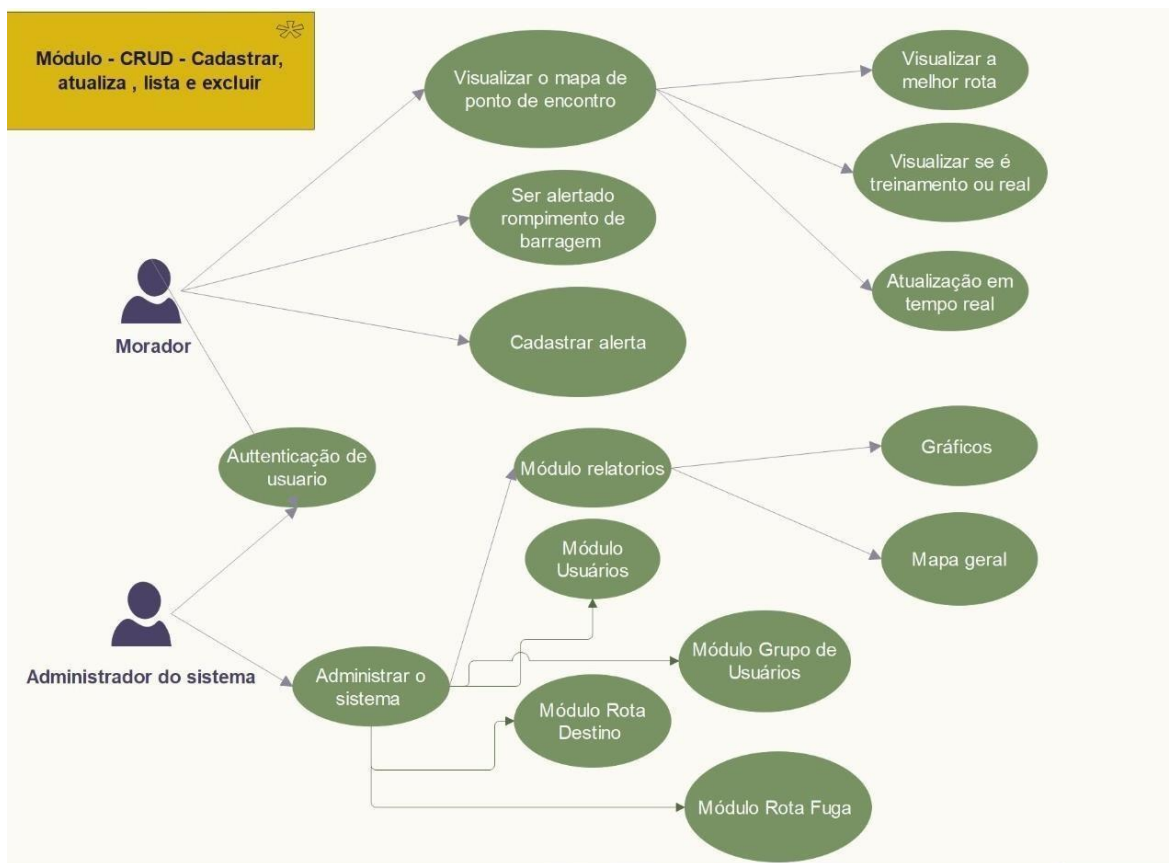 Módulo - CRUD - Cadastrar,
atualiza , lista e excluir
Visualizar o mapa de
ponto de encontro
Visualizar a
melhor rota
Visualizar se é
treinamento ou real
Ser alertado
rompimento de
barragem
Atualização em
tempo real
Morador
Cadastrar alerta
Auttenticação de
usuario
Módulo relatorios
Gráficos
Módulo
Usuários
Mapa geral
Administrador do sistema
Administrar o
sistema
Módulo Grupo de
Usuários
Módulo Rota
Destino
Módulo Rota Fuga